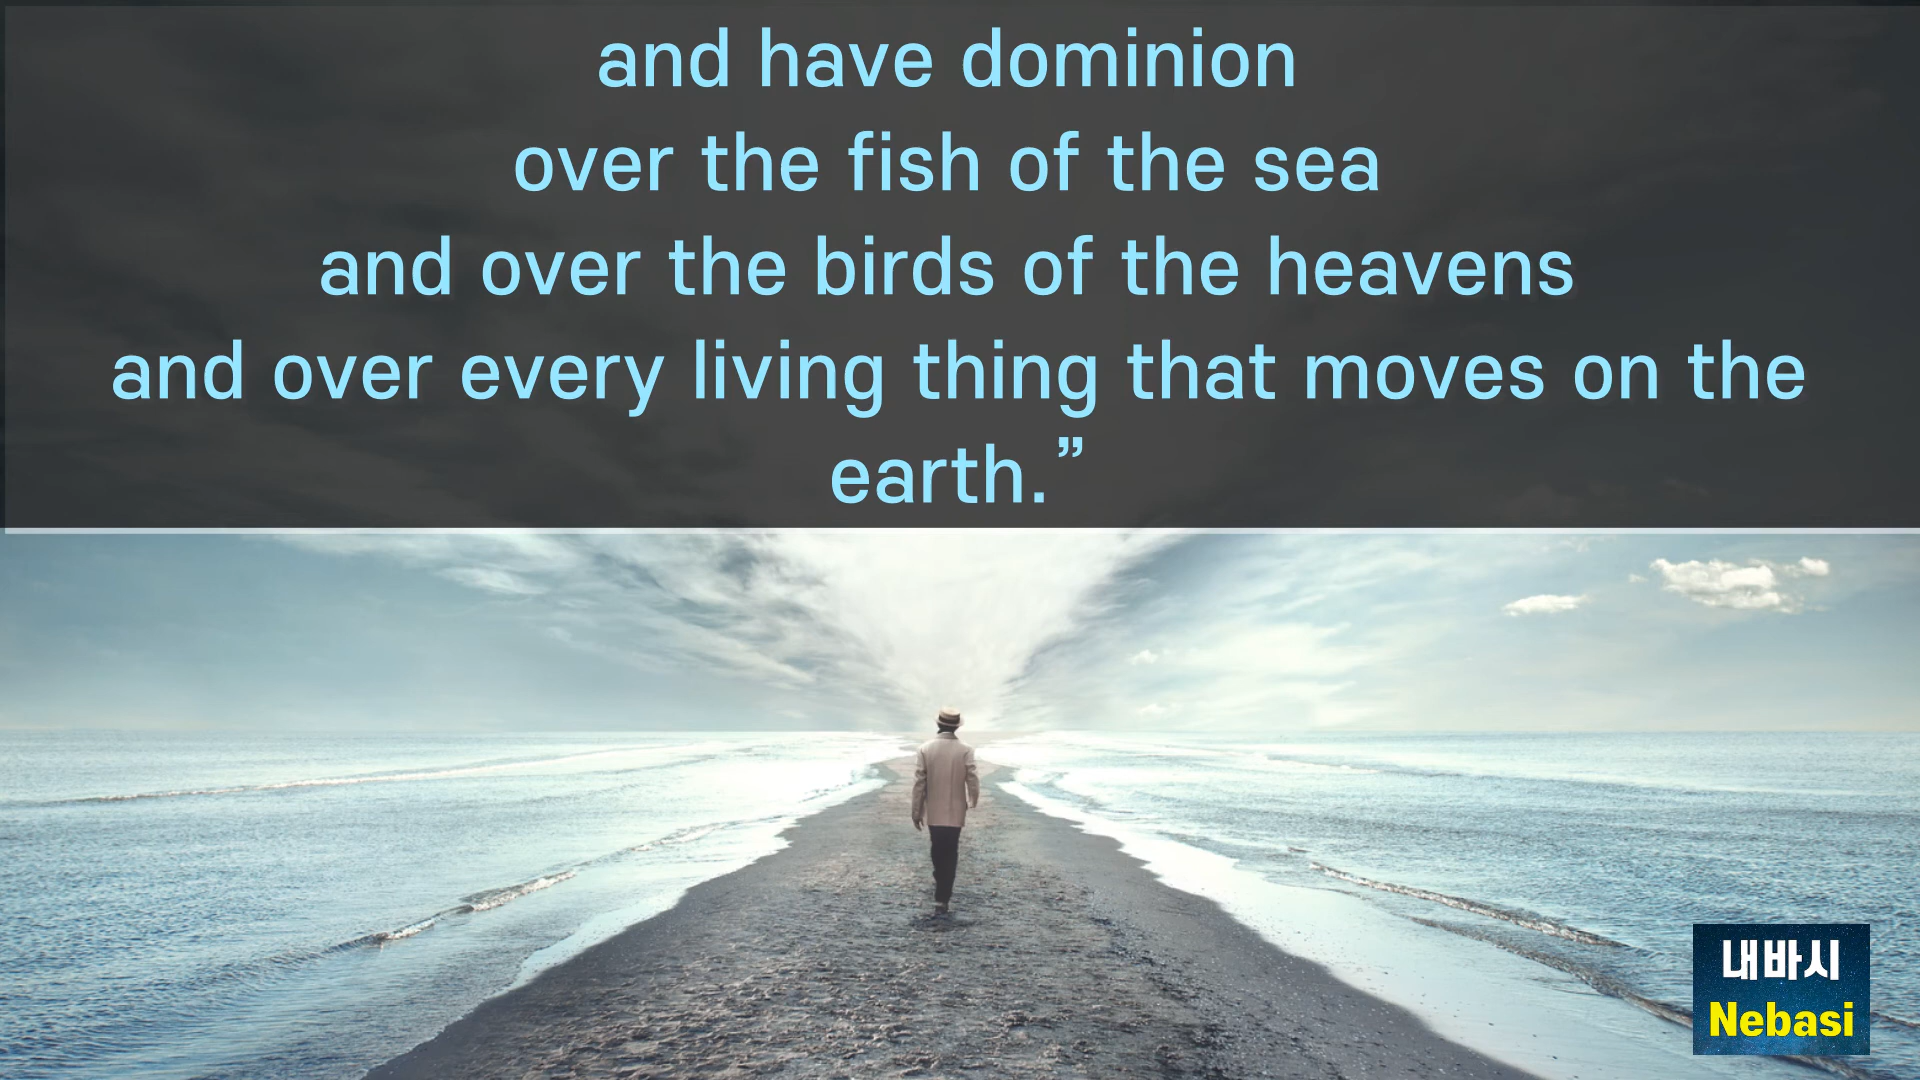 and have dominion
over the fish of the sea
and over the birds of the heavens
and over every living thing that moves on the
earth.”
내바시
Nebasi